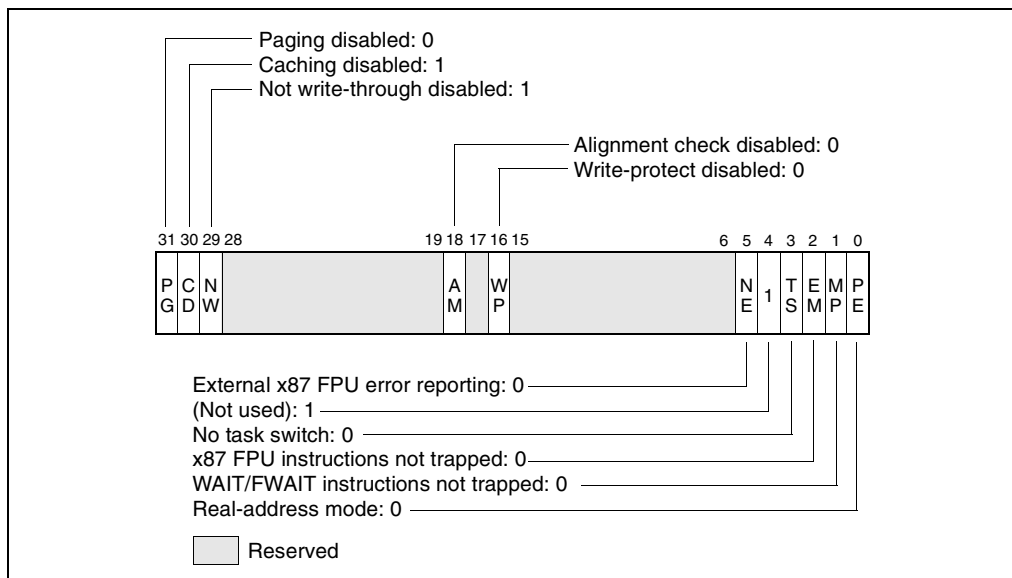 Paging disabled: 0
Caching disabled: 1
Not write-through disabled: 1
Alignment check disabled: 0
Write-protect disabled: 0
31 30 29 28 19 18 17 16 15 6 5 4 3 2 1 0
P C N A W N 1 T E M P
G D W M P E S M P E
External x87 FPU error reporting: 0
(Not used): 1
No task switch: 0
x87 FPU instructions not trapped: 0
WAIT/FWAIT instructions not trapped: 0
Real-address mode: 0
Reserved